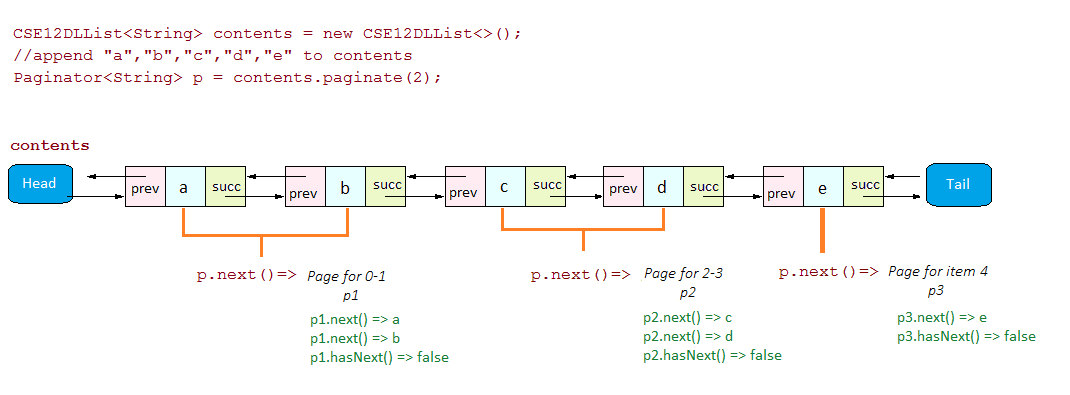 CSE12DLList<String> contents = new CSE12DLList<>();
//append "a","b","c","d","e" to contents
Paginator<String> p = contents.paginate(2);
contents
Head prev a succ prev b succ prev c succ prev d succ prev e succ Tail
p.next()=> Page for 0-1
p1
p1.next() => a
p1.next() => b
p1.hasNext() => false
p.next()=> Page for 2-3
p2
p2.next() => c
p2.next() => d
p2.hasNext() => false
p.next()=> Page for item 4
p3
p3.next() => e
p3.hasNext() => false